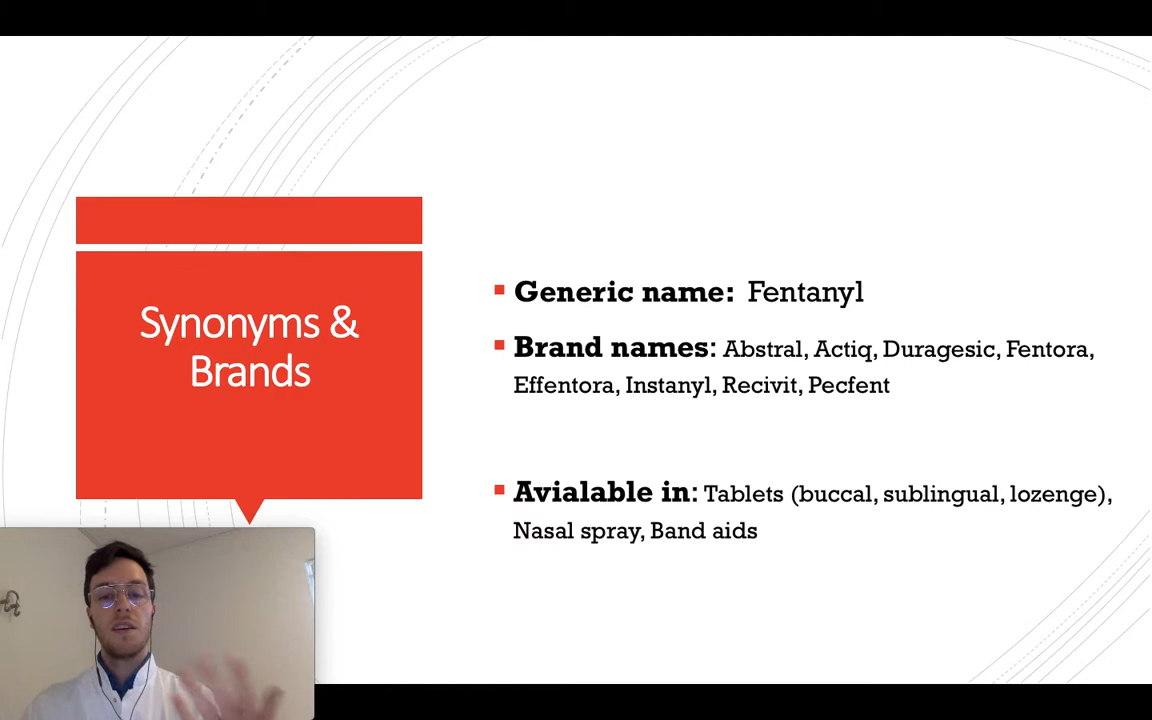 Synonyms &
Brands
Generic name: Fentanyl
Brand names: Abstral, Actiq, Duragesic, Fentora,
Effentora, Instanyl, Recivit, Pecfent
Avialable in: Tablets (buccal, sublingual, lozenge),
Nasal spray, Band aids